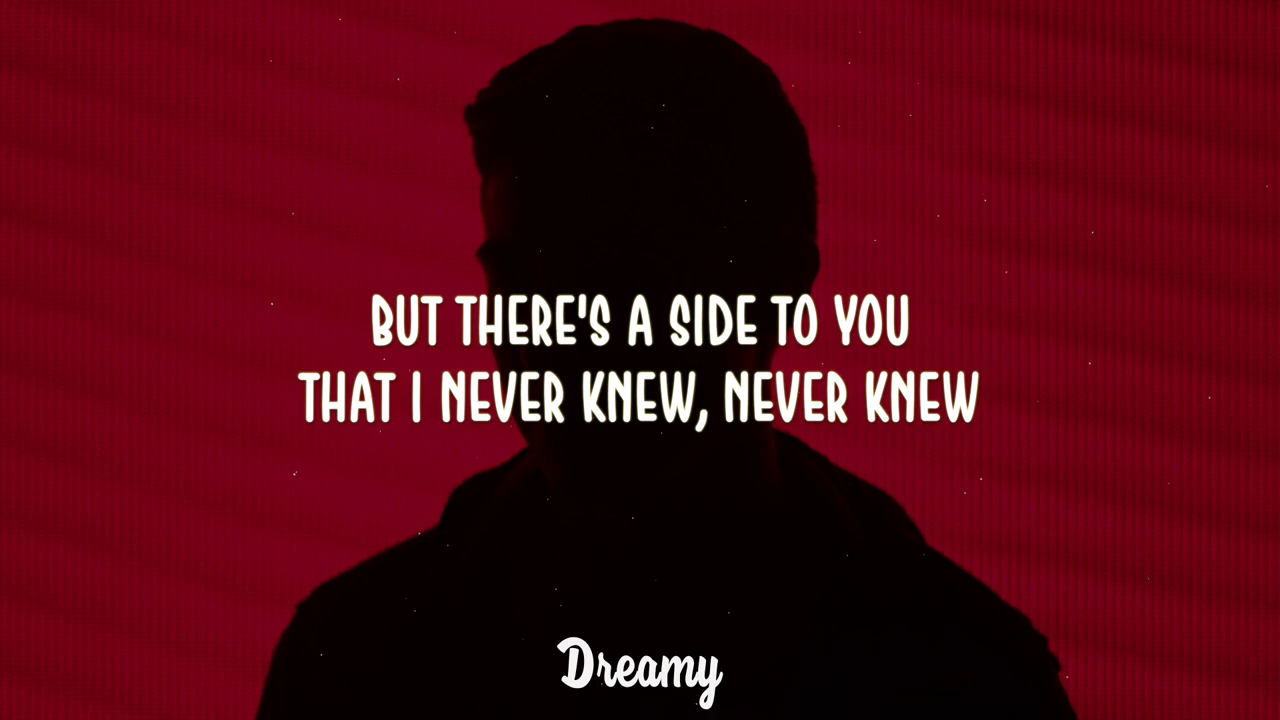 BUT THERE'S A SIDE TO YOU
THAT I NEVER KNEW, NEVER KNEW
Dreamy